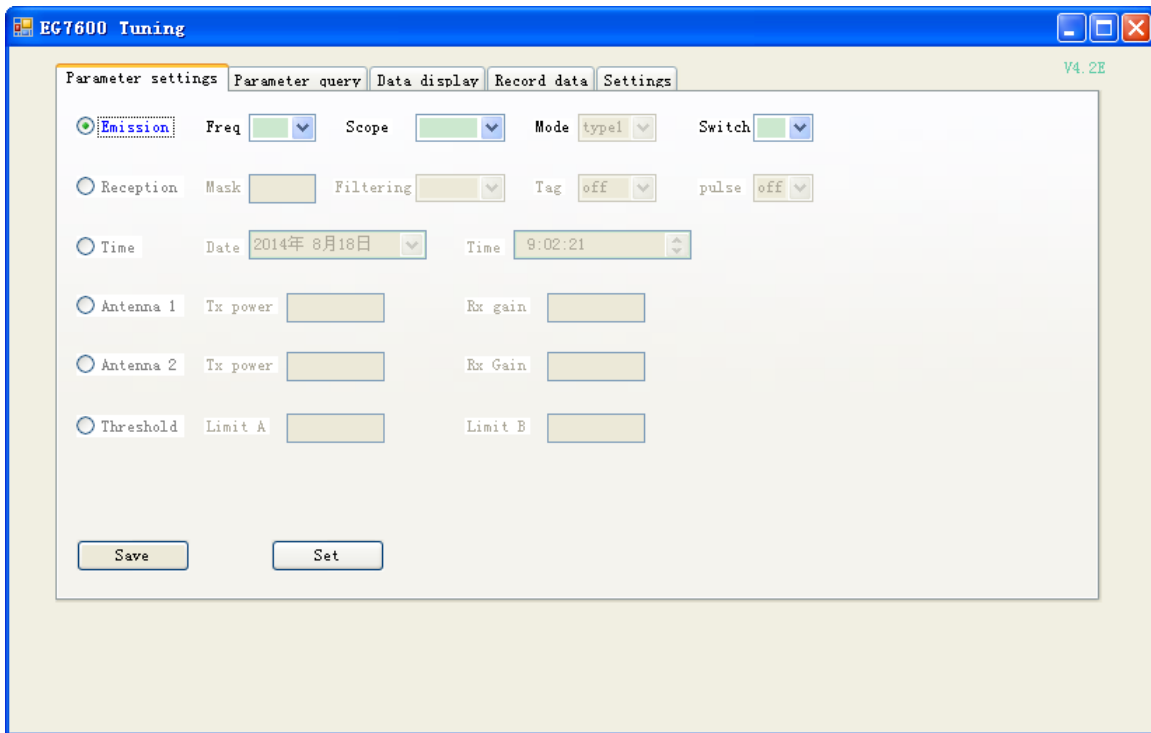 EG7600 Tuning
V4.2E
Parameter settings Parameter query Data display Record data Settings
Emission Freq Scope Mode type1 Switch
Reception Mask Filtering Tag off pulse off
Time Date 2014年 8月18日 Time 9:02:21
Antenna 1 Tx power Rx gain
Antenna 2 Tx power Rx Gain
Threshold Limit A Limit B
Save Set